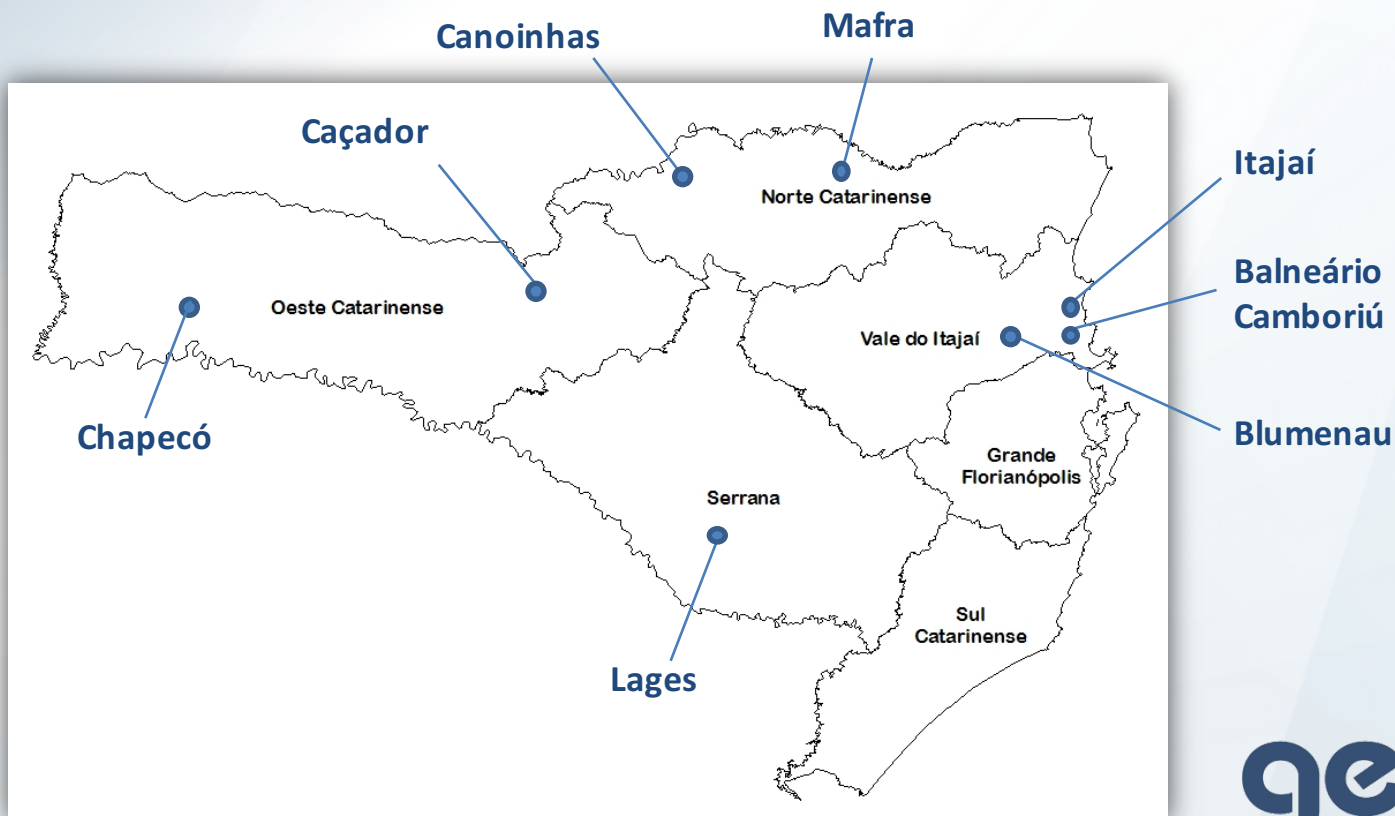 Canoinhas
Mafra
Caçador
Itajaí
Norte Catarinense
Balneário
Camboriú
Oeste Catarinense
Vale do Itajaí
Chapecó
Blumenau
Grande
Florianópolis
Serrana
Sul
Catarinense
Lages